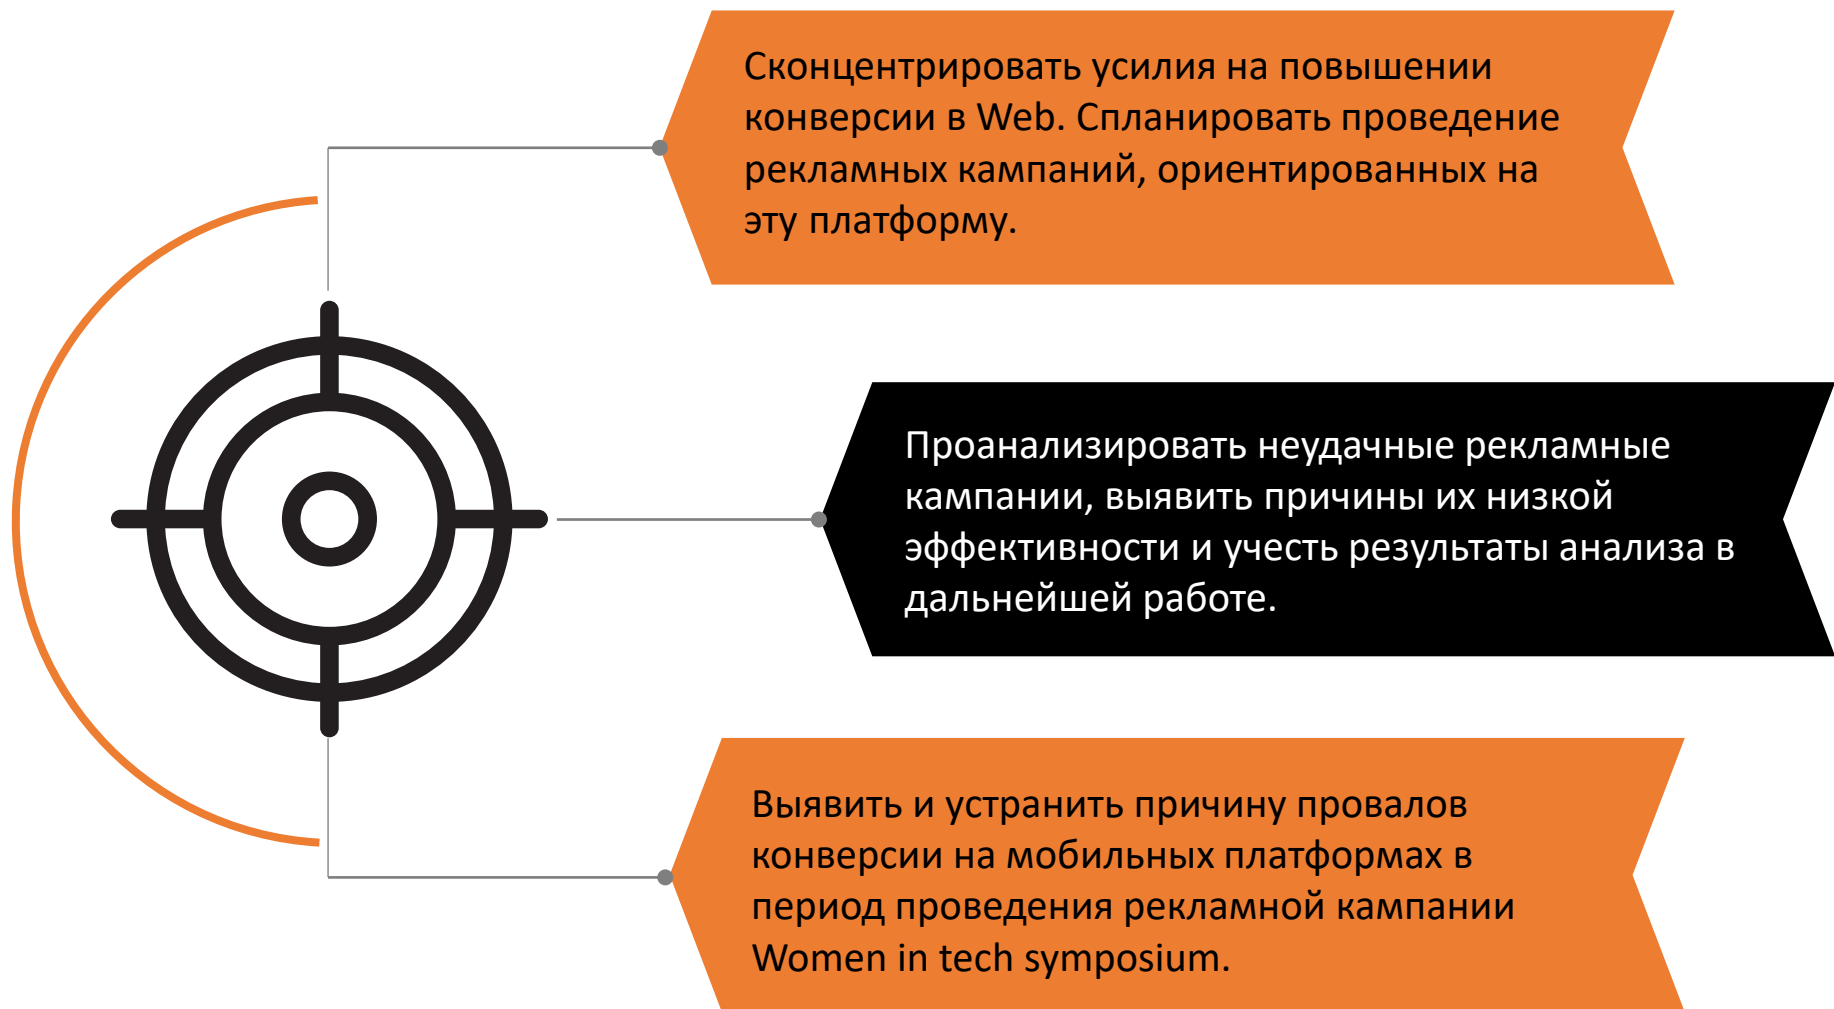 Сконцентрировать усилия на повышении
конверсии в Web. Спланировать проведение
рекламных кампаний, ориентированных на
эту платформу.
Проанализировать неудачные рекламные
кампании, выявить причины их низкой
эффективности и учесть результаты анализа в
дальнейшей работе.
Выявить и устранить причину провалов
конверсии на мобильных платформах в
период проведения рекламной кампании
Women in tech symposium.